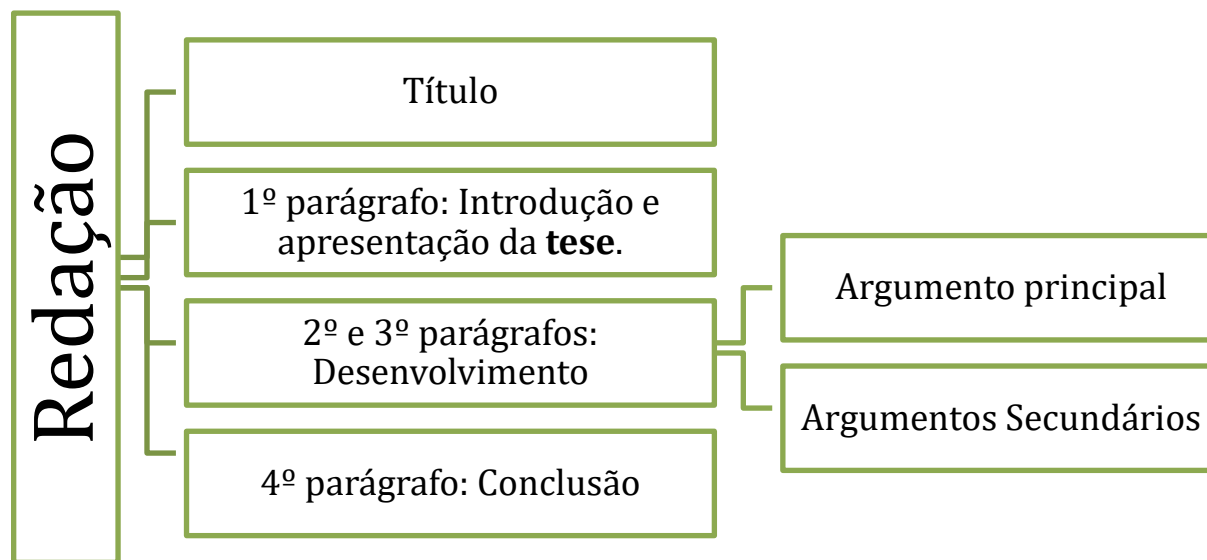 Redação
Título
1º parágrafo: Introdução e
apresentação da tese.
2º e 3º parágrafos:
Desenvolvimento
Argumento principal
Argumentos Secundários
4º parágrafo: Conclusão